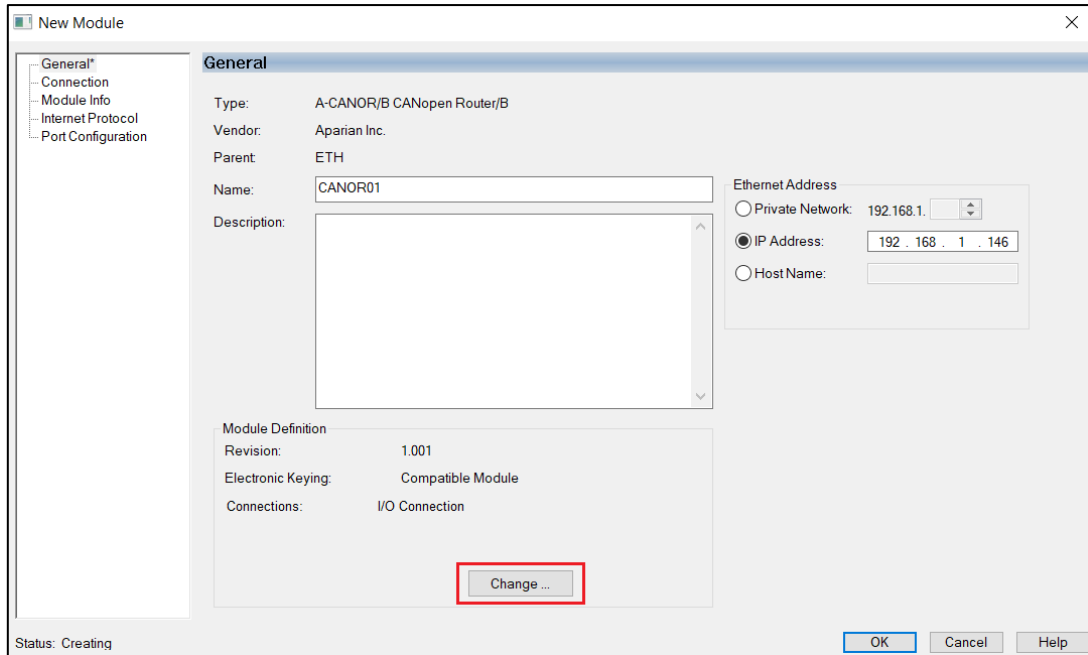 New Module
General*
Connection
Module Info
Internet Protocol
Port Configuration
General
Type: A-CANOR/B CANopen Router/B
Vendor: Aparian Inc.
Parent: ETH
Name: CANOR01
Description:
Ethernet Address
Private Network: 192.168.1.
IP Address: 192 . 168 . 1 . 146
Host Name:
Module Definition
Revision: 1.001
Electronic Keying: Compatible Module
Connections: I/O Connection
Change ...
Status: Creating
OK Cancel Help